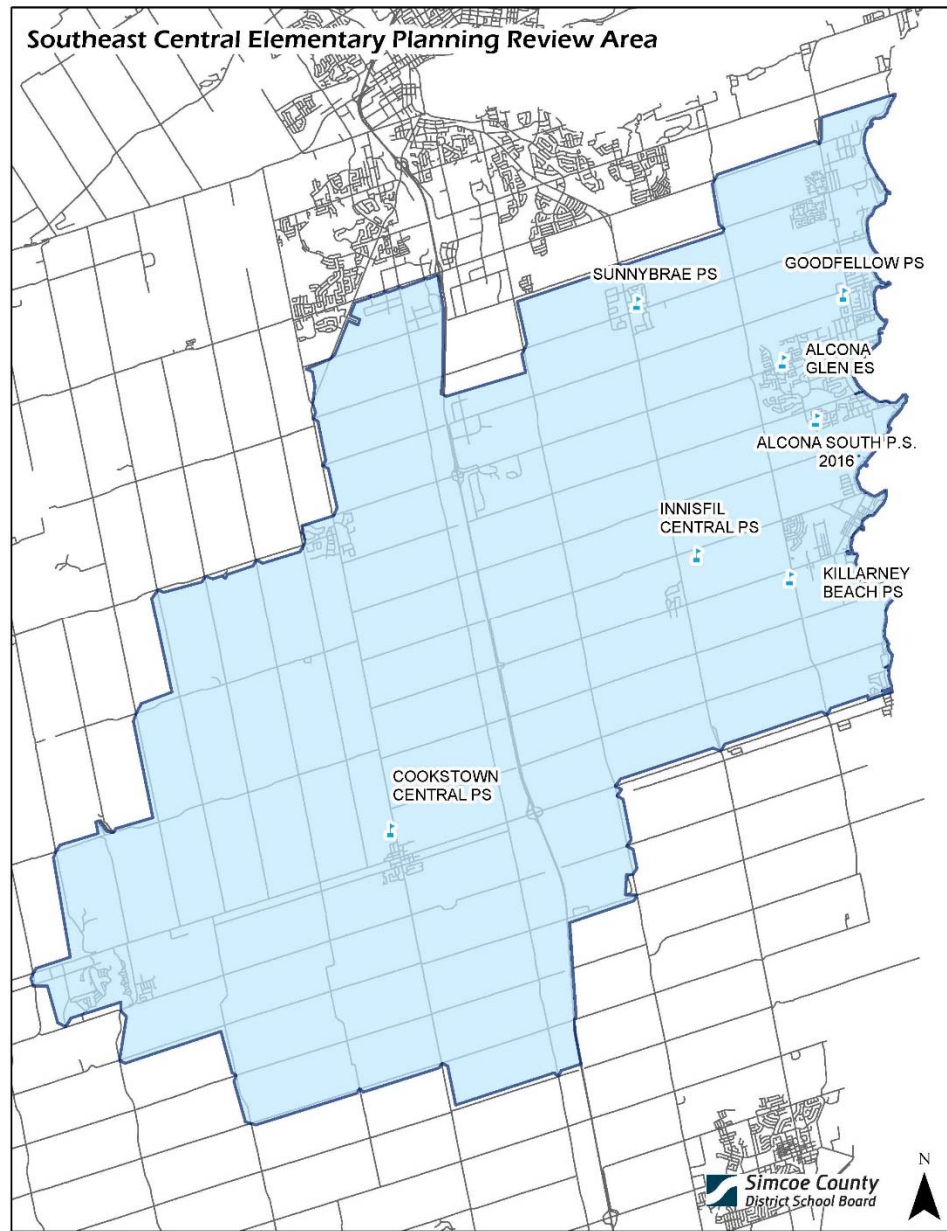 Southeast Central Elementary Planning Review Area
SUNNYBRAE PS
GOODFELLOW PS
ALCONA
GLEN ES
ALCONA SOUTH P.S.
2016
INNISFIL
CENTRAL PS
KILLARNEY
BEACH PS
COOKSTOWN
CENTRAL PS
N
Simcoe County
District School Board